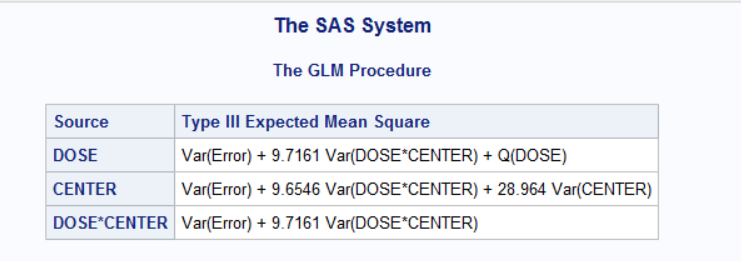 The SAS System
The GLM Procedure
Source Type III Expected Mean Square
DOSE Var(Error) + 9.7161 Var(DOSE*CENTER) + Q(DOSE)
CENTER Var(Error) + 9.6546 Var(DOSE*CENTER) + 28.964 Var(CENTER)
DOSE*CENTER Var(Error) + 9.7161 Var(DOSE*CENTER)